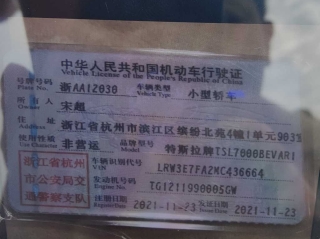 中华人民共和国机动车行驶证
Vehicle License of the People's Republic of China
号牌号码 浙AA12030 车辆类型 小型轿车
Plate No. Vehicle Type
所有人 宋超
Owner
住址 浙江省杭州市滨江区缤纷北苑4幢1单元903室
Address
使用性质 非营运 品牌型号 特斯拉牌TSL7000BEVAR1
Use Character Model
浙江省杭州 车辆识别代号 LRW3E7FA2MC436664
VIN
市公安局交 发动机号码 TG1211990005GW
Engine No.
通警察支队 注册日期 2021-11-23 发证日期 2021-11-23
Register Date Issue Date